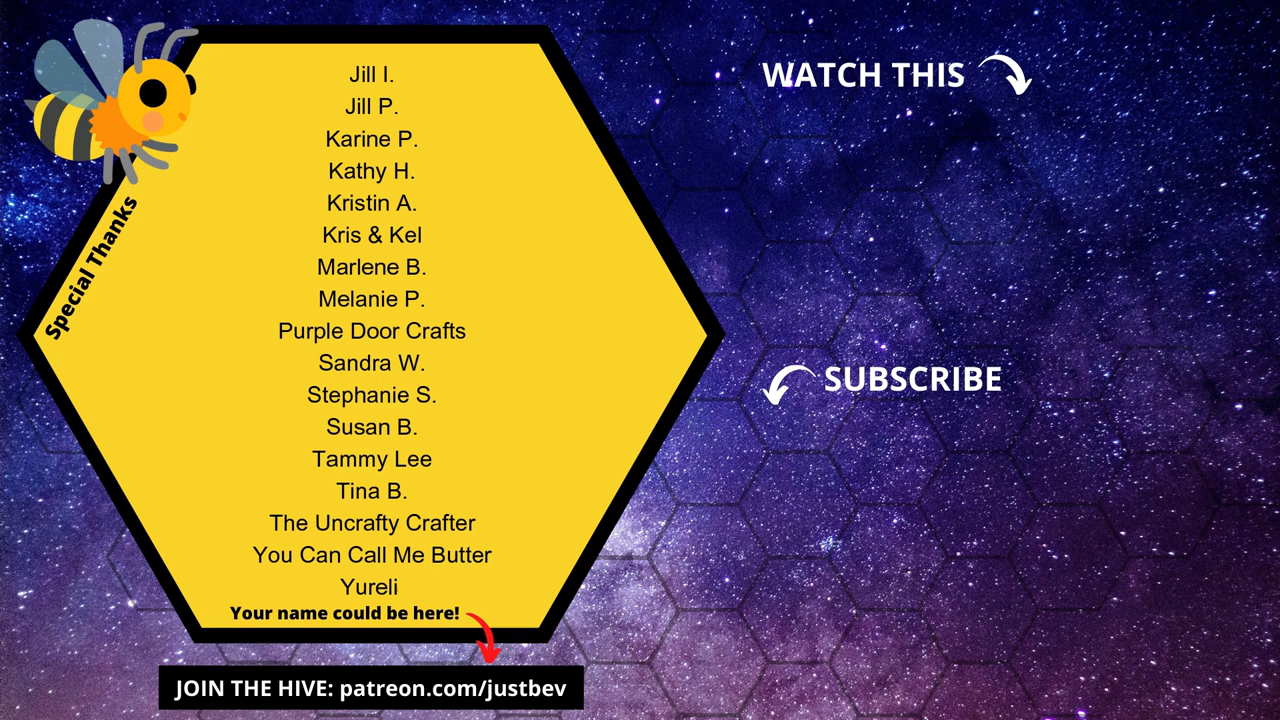 Special Thanks
Jill I.
Jill P.
Karine P.
Kathy H.
Kristin A.
Kris & Kel
Marlene B.
Melanie P.
Purple Door Crafts
Sandra W.
Stephanie S.
Susan B.
Tammy Lee
Tina B.
The Uncrafty Crafter
You Can Call Me Butter
Yureli
Your name could be here!
JOIN THE HIVE: patreon.com/justbev
WATCH THIS
SUBSCRIBE